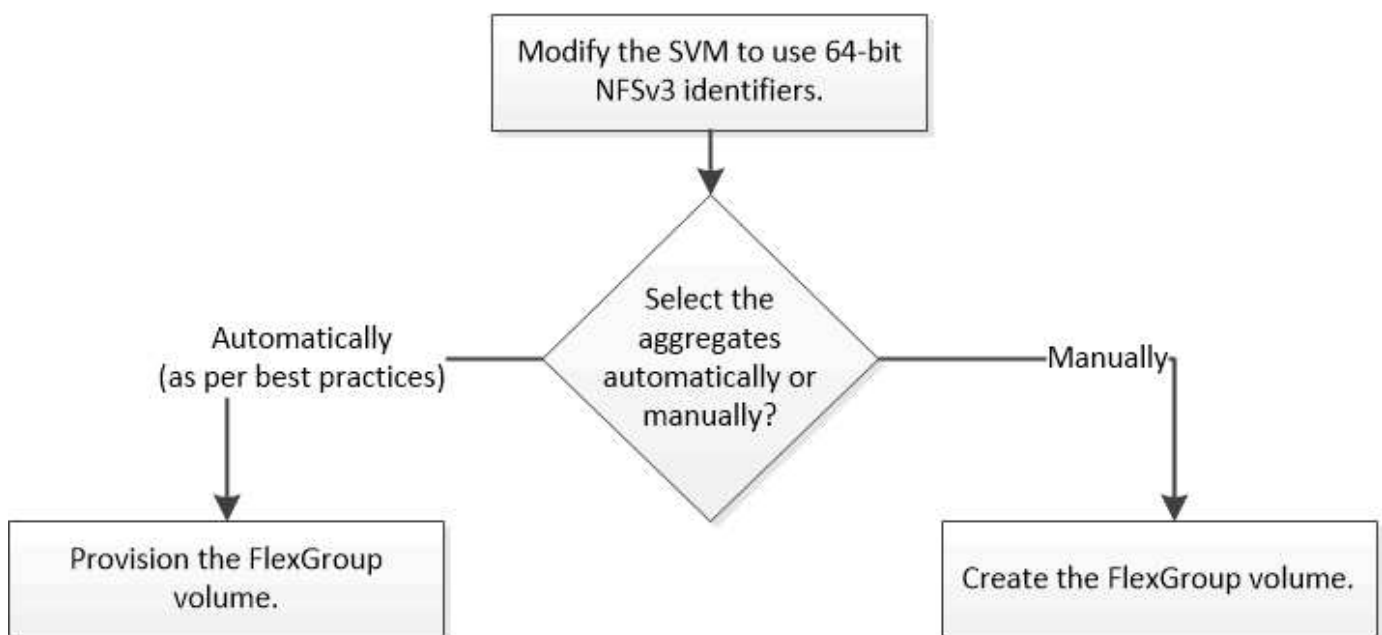 Modify the SVM to use 64-bit
NFSv3 identifiers.
Select the
aggregates
automatically or
manually?
Automatically
(as per best practices)
Manually
Provision the FlexGroup
volume.
Create the FlexGroup volume.